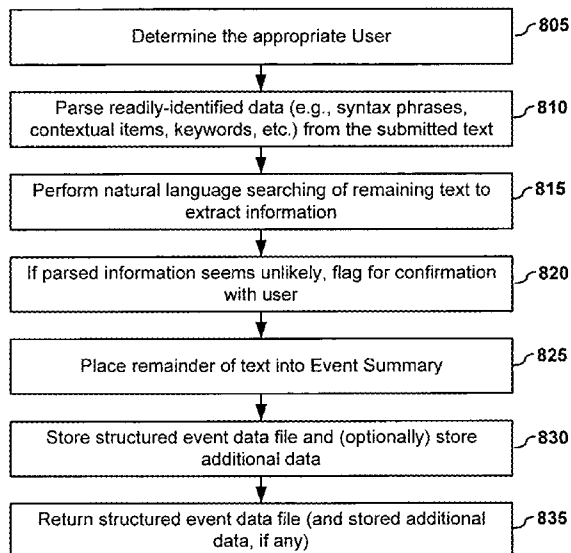 Determine the appropriate User
805
Parse readily-identified data (e.g., syntax phrases,
contextual items, keywords, etc.) from the submitted text
810
Perform natural language searching of remaining text to
extract information
815
If parsed information seems unlikely, flag for confirmation
with user
820
Place remainder of text into Event Summary
825
Store structured event data file and (optionally) store
additional data
830
Return structured event data file (and stored additional
data, if any)
835